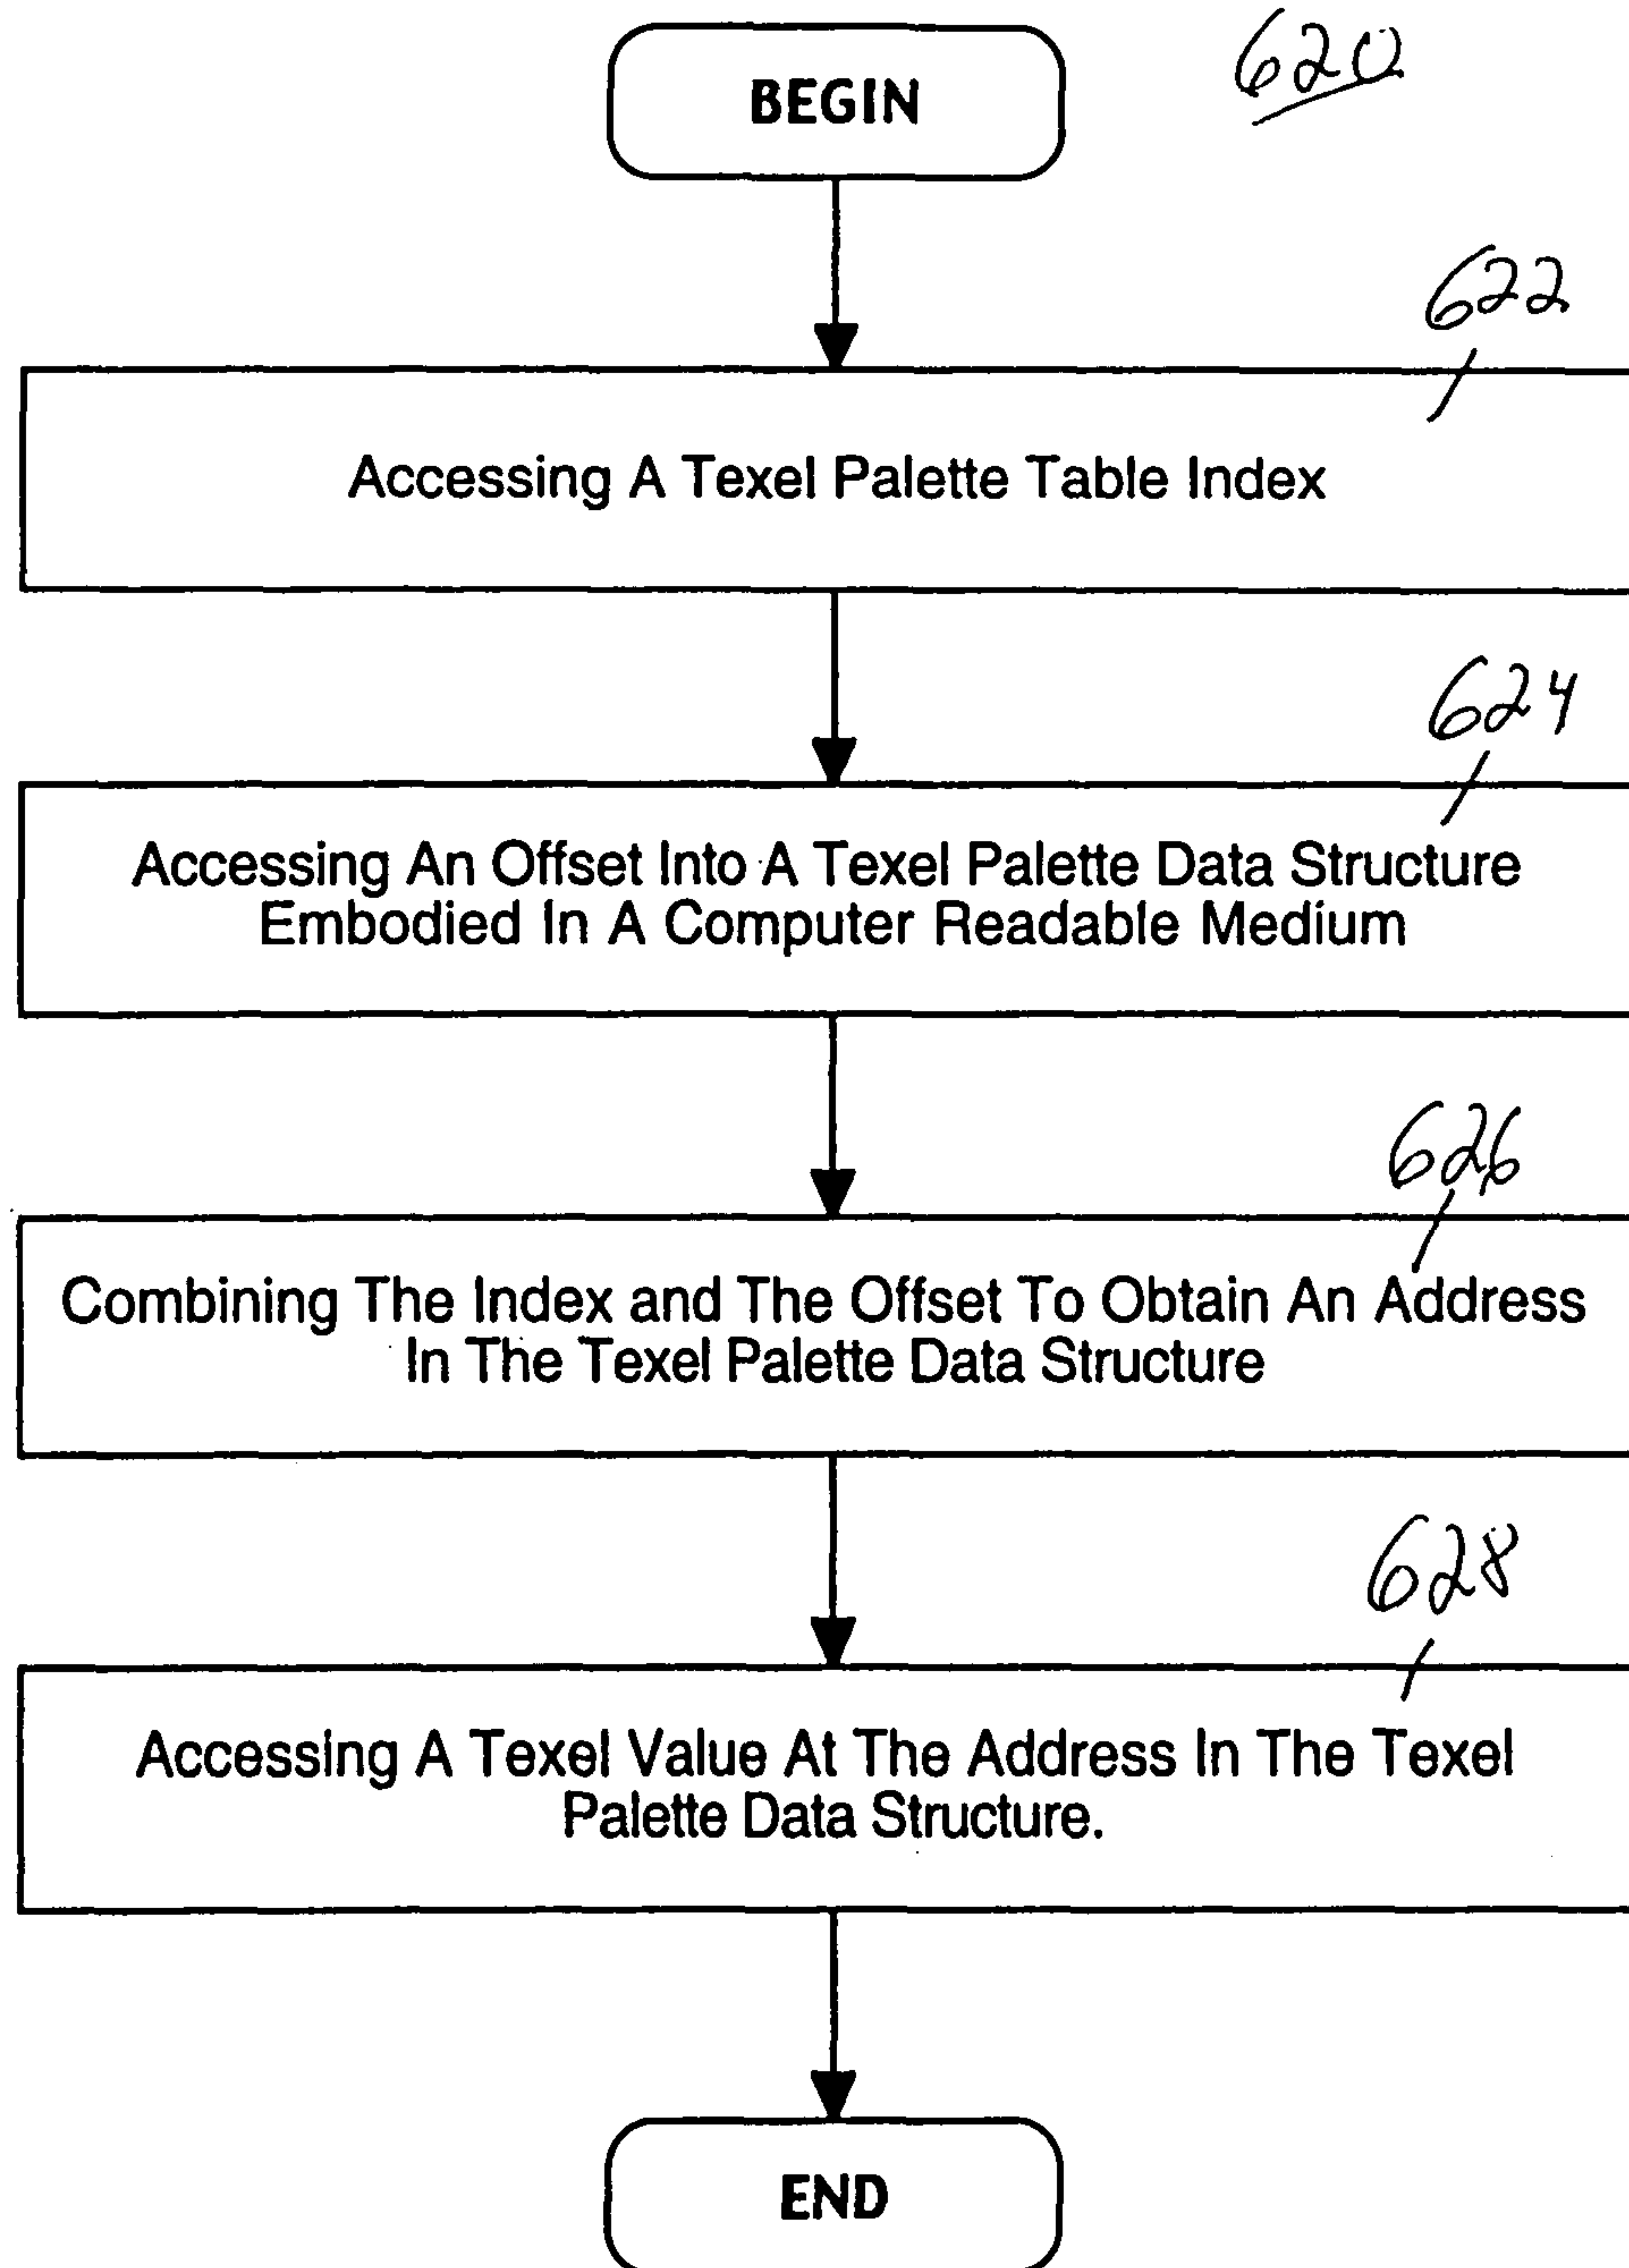 BEGIN
620
622
Accessing A Texel Palette Table Index
624
Accessing An Offset Into A Texel Palette Data Structure
Embodied In A Computer Readable Medium
626
Combining The Index and The Offset To Obtain An Address
In The Texel Palette Data Structure
628
Accessing A Texel Value At The Address In The Texel
Palette Data Structure.
END